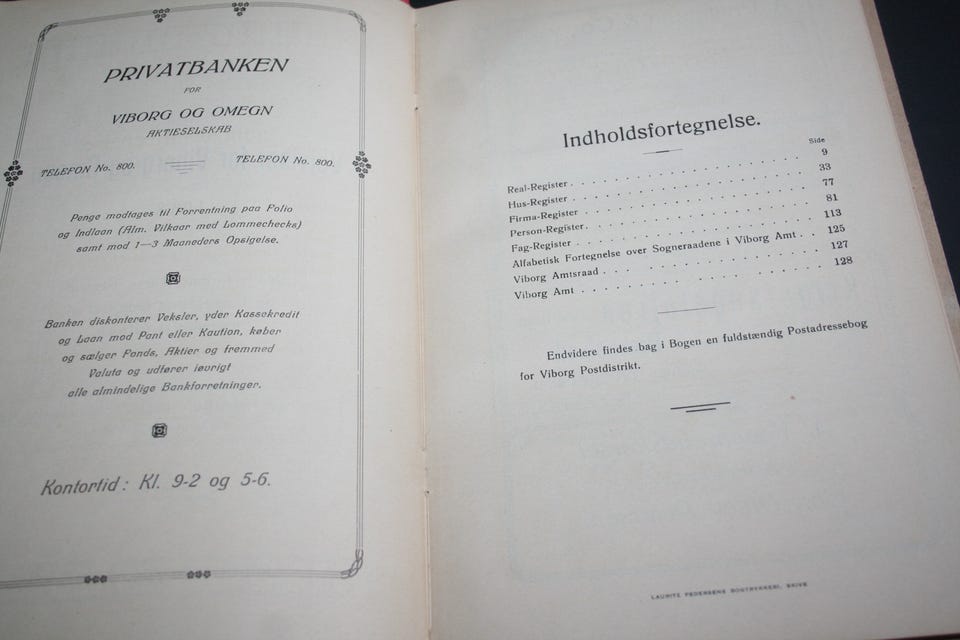 PRIVATBANKEN
FOR
VIBORG OG OMEGN
AKTIESELSKAB
TELEFON No. 800. TELEFON No. 800.
Penge modtages til Forrentning paa Folio
og Indlaan (Alm. Vilkaar med Lommechecks)
samt mod 1—3 Maaneders Opsigelse.
Banken diskonterer Veksler, yder Kassekredit
og Laan mod Pant eller Kaution, køber
og sælger Fonds, Aktier og fremmed
Valuta og udfører iøvrigt
alle almindelige Bankforretninger.
Kontortid: Kl. 9-2 og 5-6.
Indholdsfortegnelse.
Side
Real-Register . . . . . . . . . . . . . . . . . . 9
Hus-Register . . . . . . . . . . . . . . . . . . 33
Firma-Register . . . . . . . . . . . . . . . . . 77
Person-Register. . . . . . . . . . . . . . . . . 81
Fag-Register . . . . . . . . . . . . . . . . . . 113
Alfabetisk Fortegnelse over Sogneraadene i Viborg Amt . . 125
Viborg Amtsraad . . . . . . . . . . . . . . . . 127
Viborg Amt . . . . . . . . . . . . . . . . . . . 128
Endvidere findes bag i Bogen en fuldstændig Postadressebog
for Viborg Postdistrikt.
LAURITZ PEDERSENS BOGTRYKKERI, SKIVE